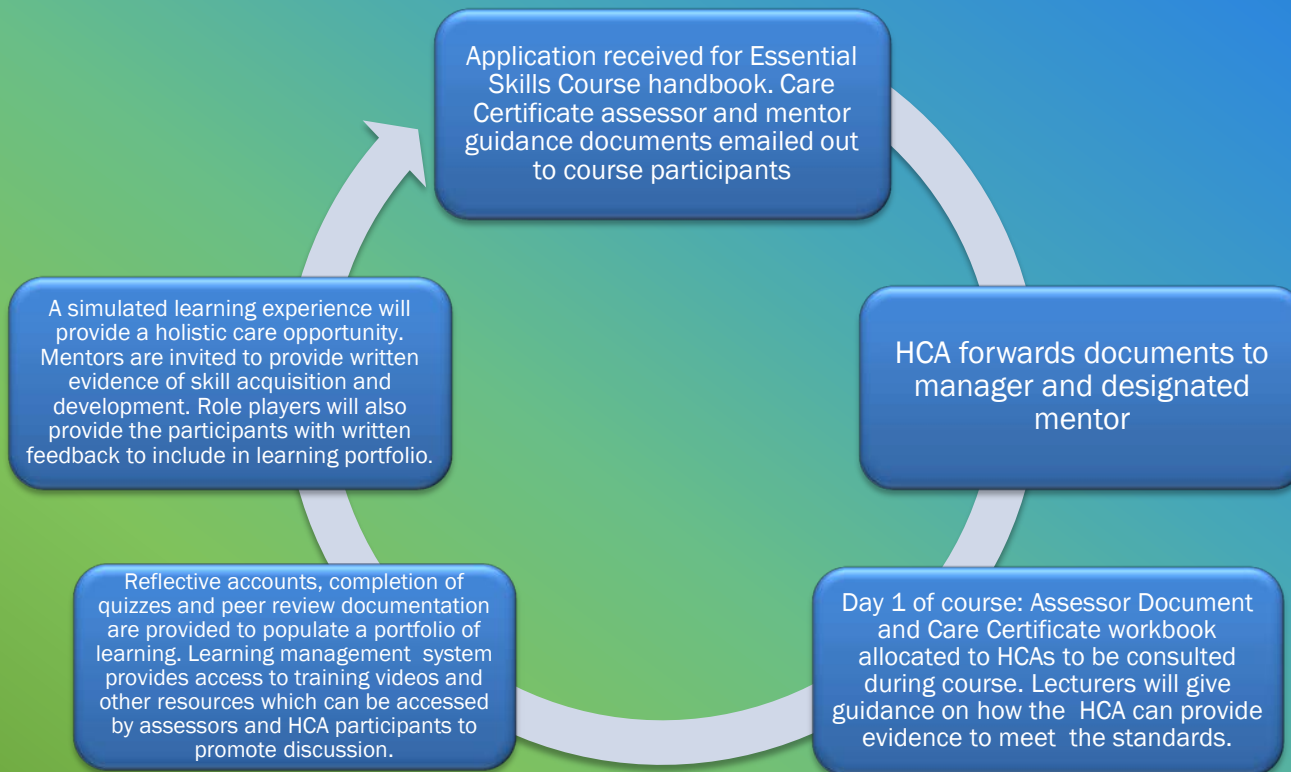 Application received for Essential
Skills Course handbook. Care
Certificate assessor and mentor
guidance documents emailed out
to course participants
HCA forwards documents to
manager and designated
mentor
Day 1 of course: Assessor Document
and Care Certificate workbook
allocated to HCAs to be consulted
during course. Lecturers will give
guidance on how the HCA can provide
evidence to meet the standards.
Reflective accounts, completion of
quizzes and peer review documentation
are provided to populate a portfolio of
learning. Learning management system
provides access to training videos and
other resources which can be accessed
by assessors and HCA participants to
promote discussion.
A simulated learning experience will
provide a holistic care opportunity.
Mentors are invited to provide written
evidence of skill acquisition and
development. Role players will also
provide the participants with written
feedback to include in learning portfolio.